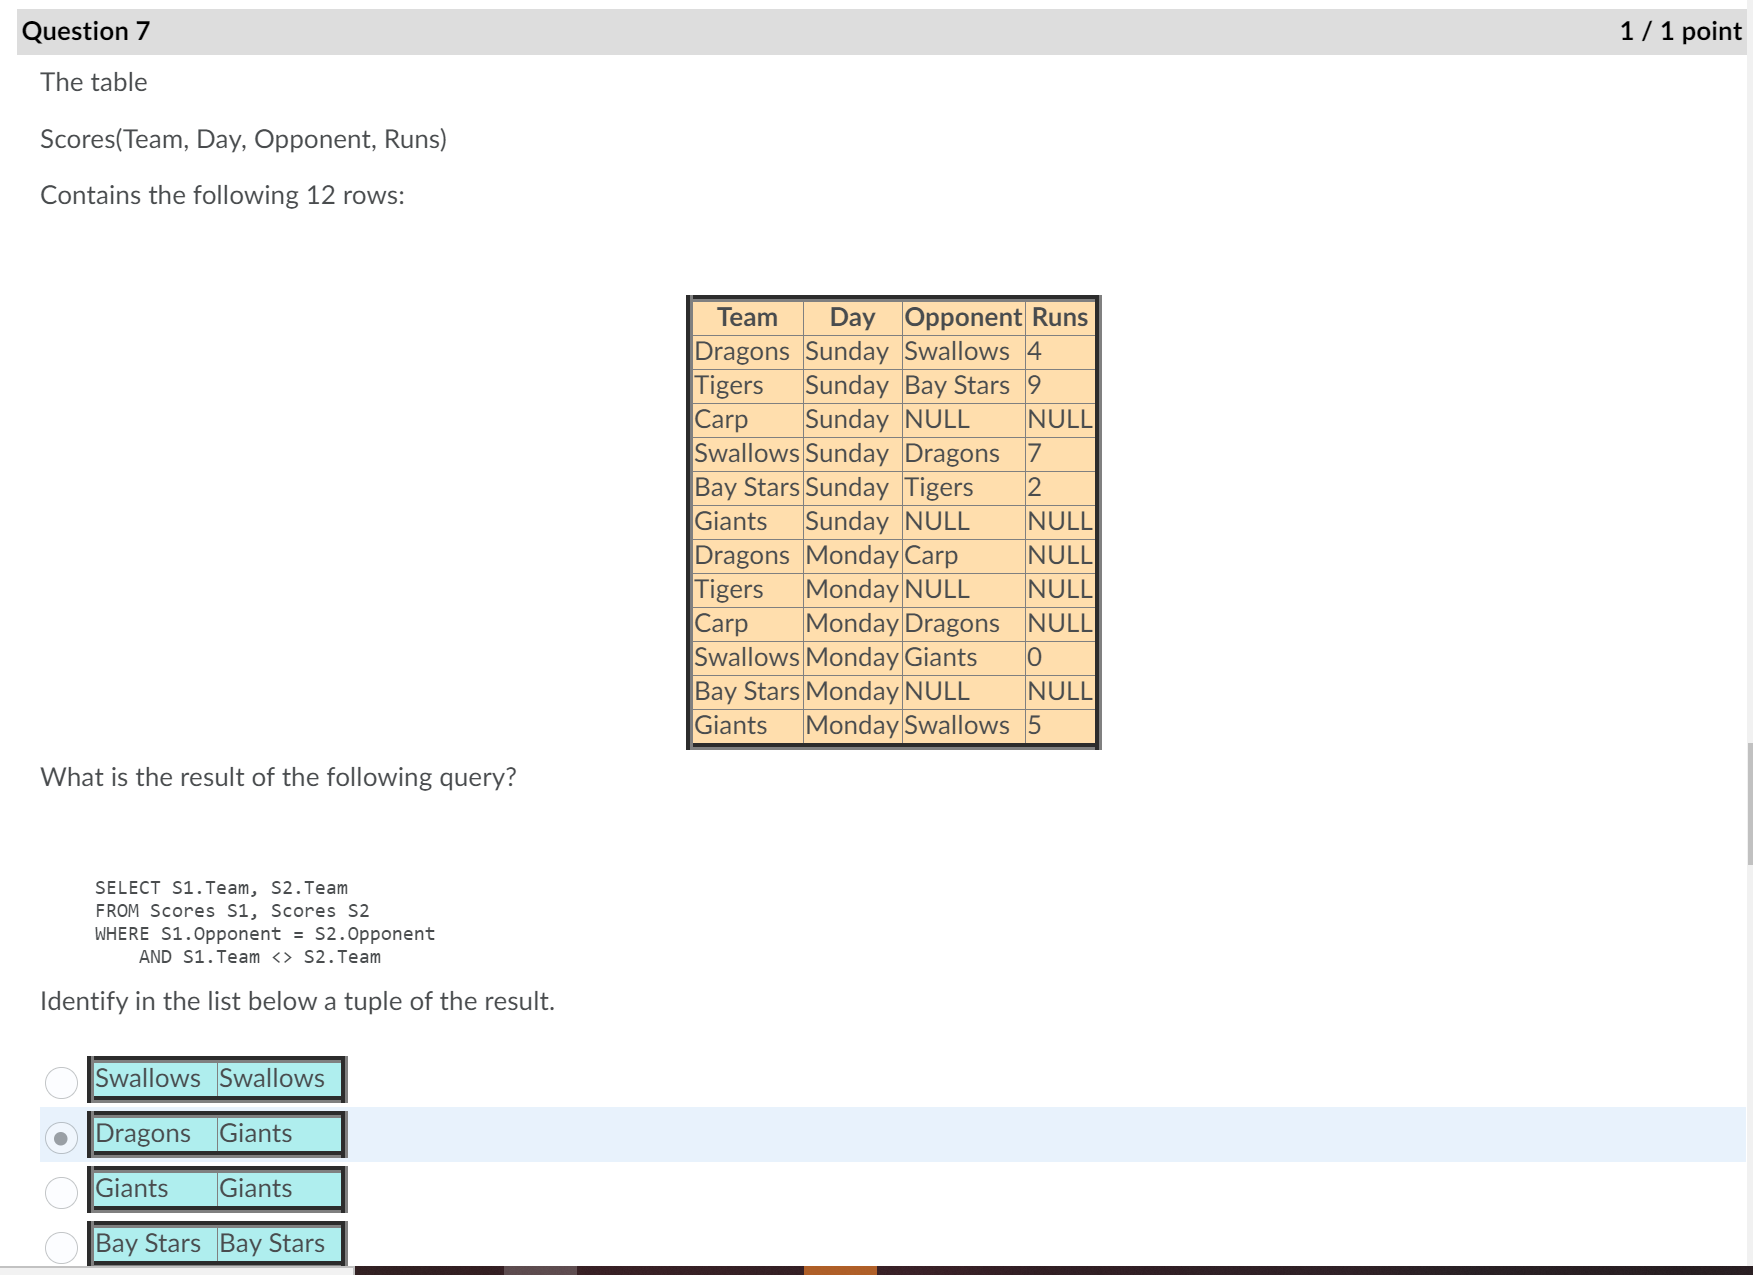 Question 7 1 / 1 point
The table
Scores(Team, Day, Opponent, Runs)
Contains the following 12 rows:
Team Day Opponent Runs
Dragons Sunday Swallows 4
Tigers Sunday Bay Stars 9
Carp Sunday NULL NULL
Swallows Sunday Dragons 7
Bay Stars Sunday Tigers 2
Giants Sunday NULL NULL
Dragons Monday Carp NULL
Tigers Monday NULL NULL
Carp Monday Dragons NULL
Swallows Monday Giants 0
Bay Stars Monday NULL NULL
Giants Monday Swallows 5
What is the result of the following query?
SELECT S1.Team, S2.Team
FROM Scores S1, Scores S2
WHERE S1.Opponent = S2.Opponent
AND S1.Team <> S2.Team
Identify in the list below a tuple of the result.
Swallows Swallows
Dragons Giants
Giants Giants
Bay Stars Bay Stars